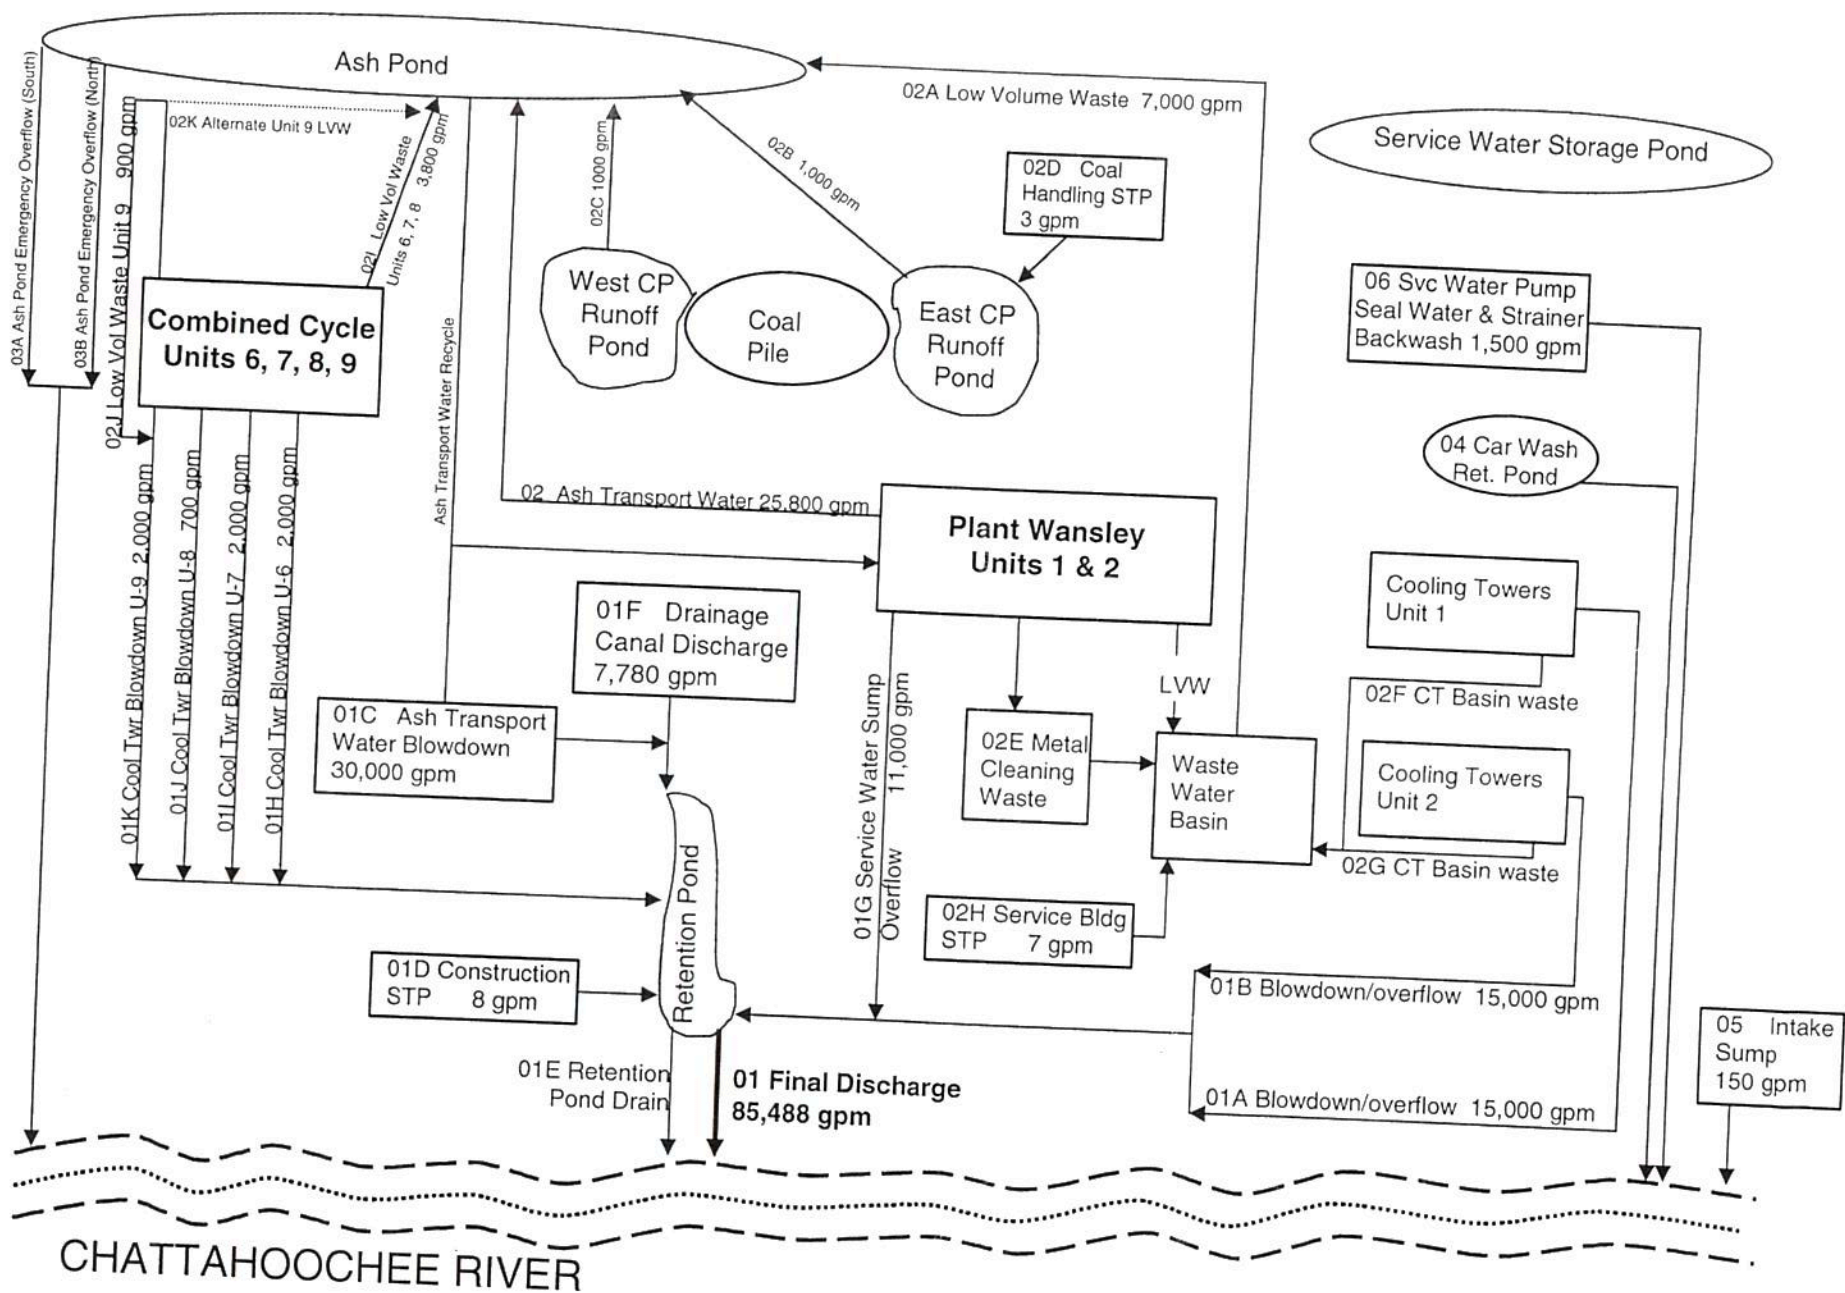 Ash Pond
02A Low Volume Waste 7,000 gpm
Service Water Storage Pond
03A Ash Pond Emergency Overflow (South)
03B Ash Pond Emergency Overflow (North)
02J Low Vol Waste Unit 9 900 gpm
02K Alternate Unit 9 LVW
02I Low Vol Waste
Units 6, 7, 8 3,800 gpm
Ash Transport Water Recycle
02C 1000 gpm
02B 1,000 gpm
02D Coal
Handling STP
3 gpm
West CP
Runoff
Pond
Coal
Pile
East CP
Runoff
Pond
06 Svc Water Pump
Seal Water & Strainer
Backwash 1,500 gpm
Combined Cycle
Units 6, 7, 8, 9
04 Car Wash
Ret. Pond
02 Ash Transport Water 25,800 gpm
Plant Wansley
Units 1 & 2
Cooling Towers
Unit 1
01K Cool Twr Blowdown U-9 2,000 gpm
01J Cool Twr Blowdown U-8 700 gpm
01I Cool Twr Blowdown U-7 2,000 gpm
01H Cool Twr Blowdown U-6 2,000 gpm
01F Drainage
Canal Discharge
7,780 gpm
01C Ash Transport
Water Blowdown
30,000 gpm
01G Service Water Sump
Overflow 11,000 gpm
LVW
02E Metal
Cleaning
Waste
Waste
Water
Basin
02F CT Basin waste
Cooling Towers
Unit 2
02G CT Basin waste
Retention Pond
02H Service Bldg
STP 7 gpm
01D Construction
STP 8 gpm
01B Blowdown/overflow 15,000 gpm
01E Retention
Pond Drain
01 Final Discharge
85,488 gpm
01A Blowdown/overflow 15,000 gpm
05 Intake
Sump
150 gpm
CHATTAHOOCHEE RIVER